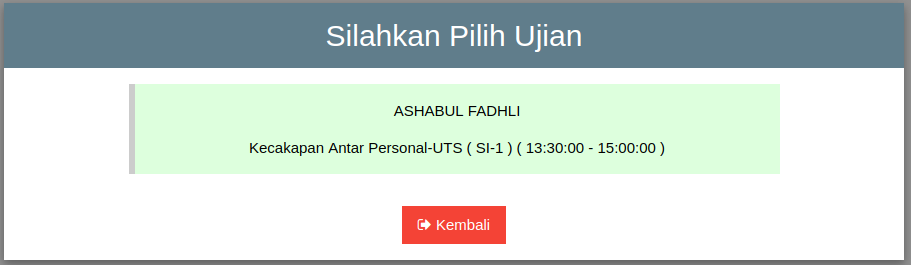 Silahkan Pilih Ujian
ASHABUL FADHLI
Kecakapan Antar Personal-UTS ( SI-1 ) ( 13:30:00 - 15:00:00 )
Kembali